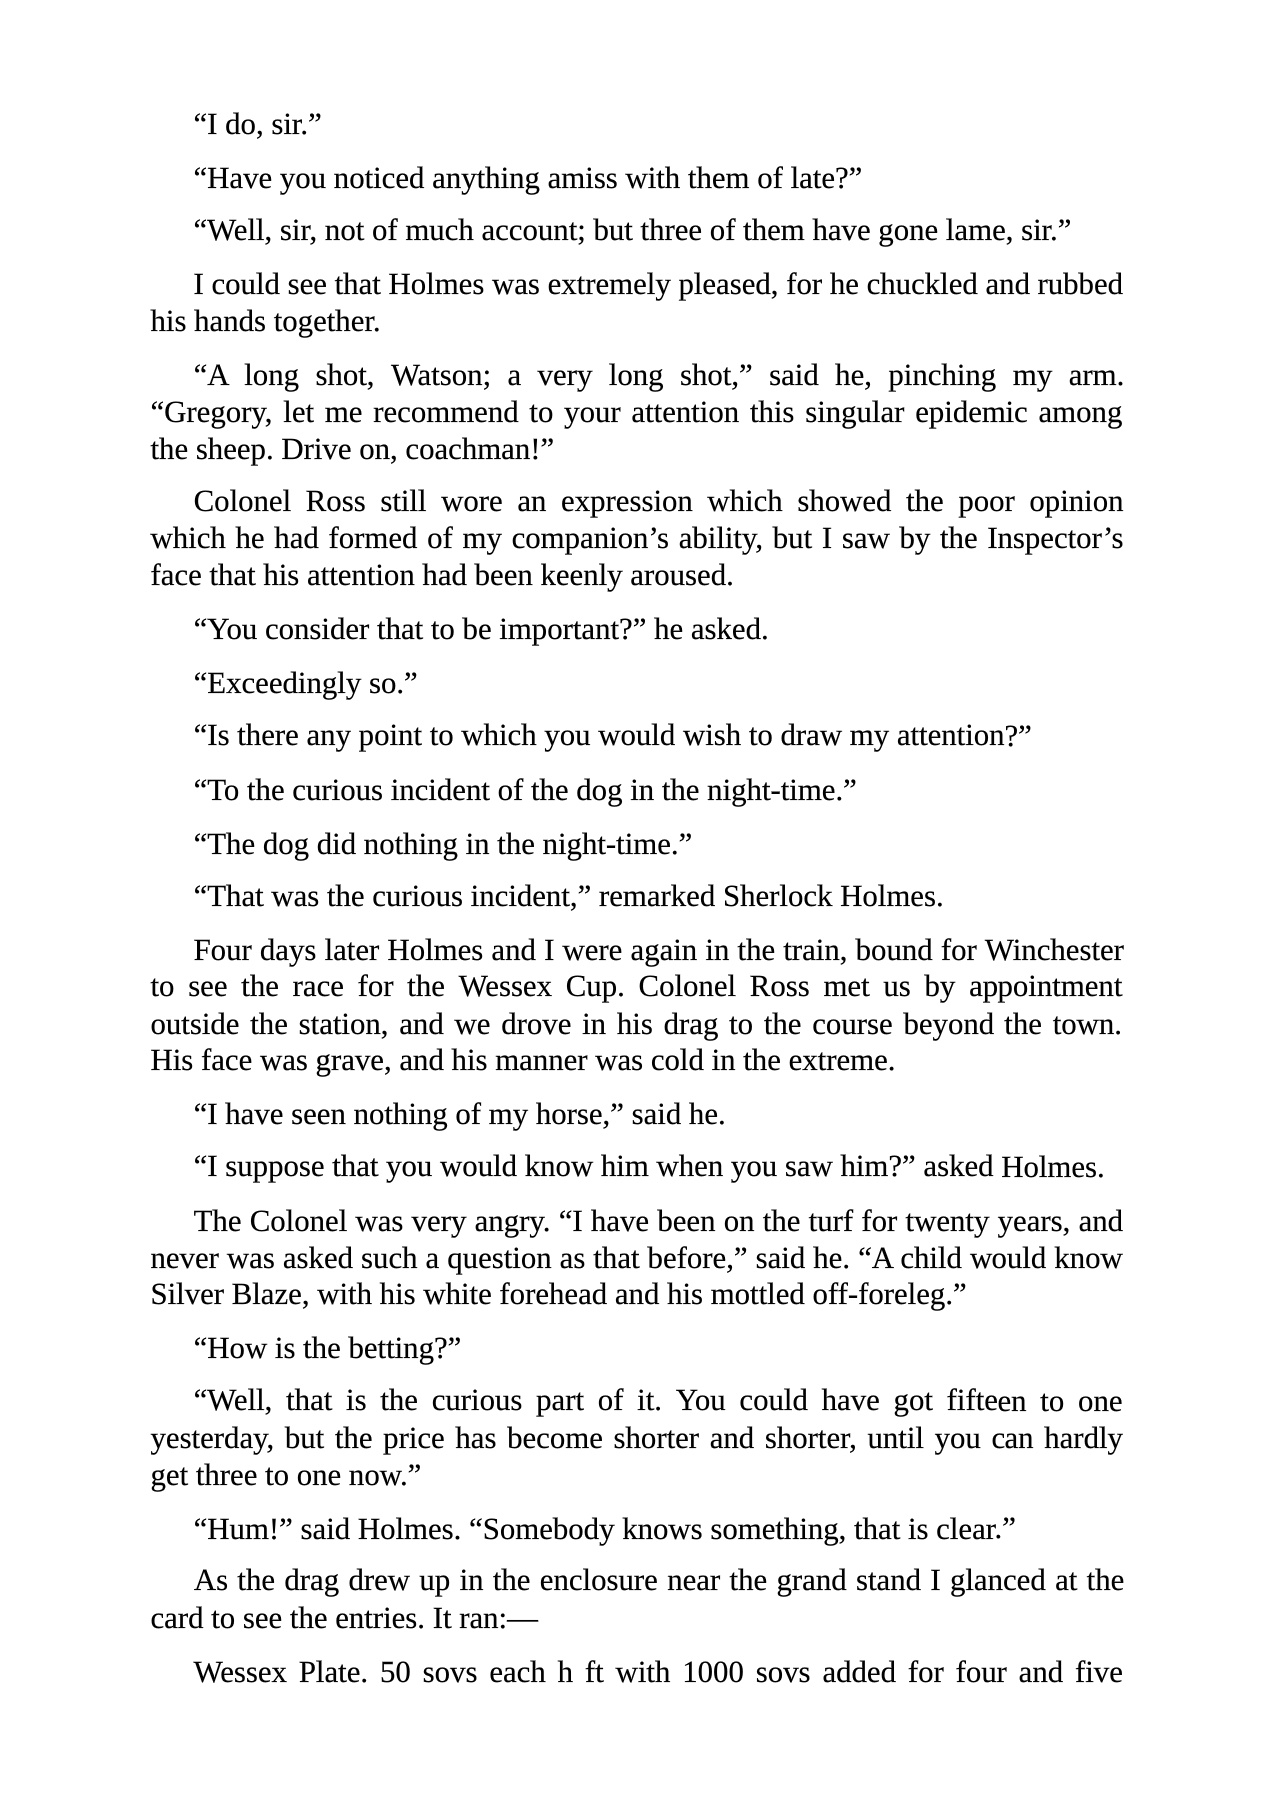 “I do, sir.”
“Have you noticed anything amiss with them of late?”
“Well, sir, not of much account; but three of them have gone lame, sir.”
I could see that Holmes was extremely pleased, for he chuckled and rubbed
his hands together.
“A long shot, Watson; a very long shot,” said he, pinching my arm.
“Gregory, let me recommend to your attention this singular epidemic among
the sheep. Drive on, coachman!”
Colonel Ross still wore an expression which showed the poor opinion
which he had formed of my companion’s ability, but I saw by the Inspector’s
face that his attention had been keenly aroused.
“You consider that to be important?” he asked.
“Exceedingly so.”
“Is there any point to which you would wish to draw my attention?”
“To the curious incident of the dog in the night-time.”
“The dog did nothing in the night-time.”
“That was the curious incident,” remarked Sherlock Holmes.
Four days later Holmes and I were again in the train, bound for Winchester
to see the race for the Wessex Cup. Colonel Ross met us by appointment
outside the station, and we drove in his drag to the course beyond the town.
His face was grave, and his manner was cold in the extreme.
“I have seen nothing of my horse,” said he.
“I suppose that you would know him when you saw him?” asked Holmes.
The Colonel was very angry. “I have been on the turf for twenty years, and
never was asked such a question as that before,” said he. “A child would know
Silver Blaze, with his white forehead and his mottled off-foreleg.”
“How is the betting?”
“Well, that is the curious part of it. You could have got fifteen to one
yesterday, but the price has become shorter and shorter, until you can hardly
get three to one now.”
“Hum!” said Holmes. “Somebody knows something, that is clear.”
As the drag drew up in the enclosure near the grand stand I glanced at the
card to see the entries. It ran:—
Wessex Plate. 50 sovs each h ft with 1000 sovs added for four and five